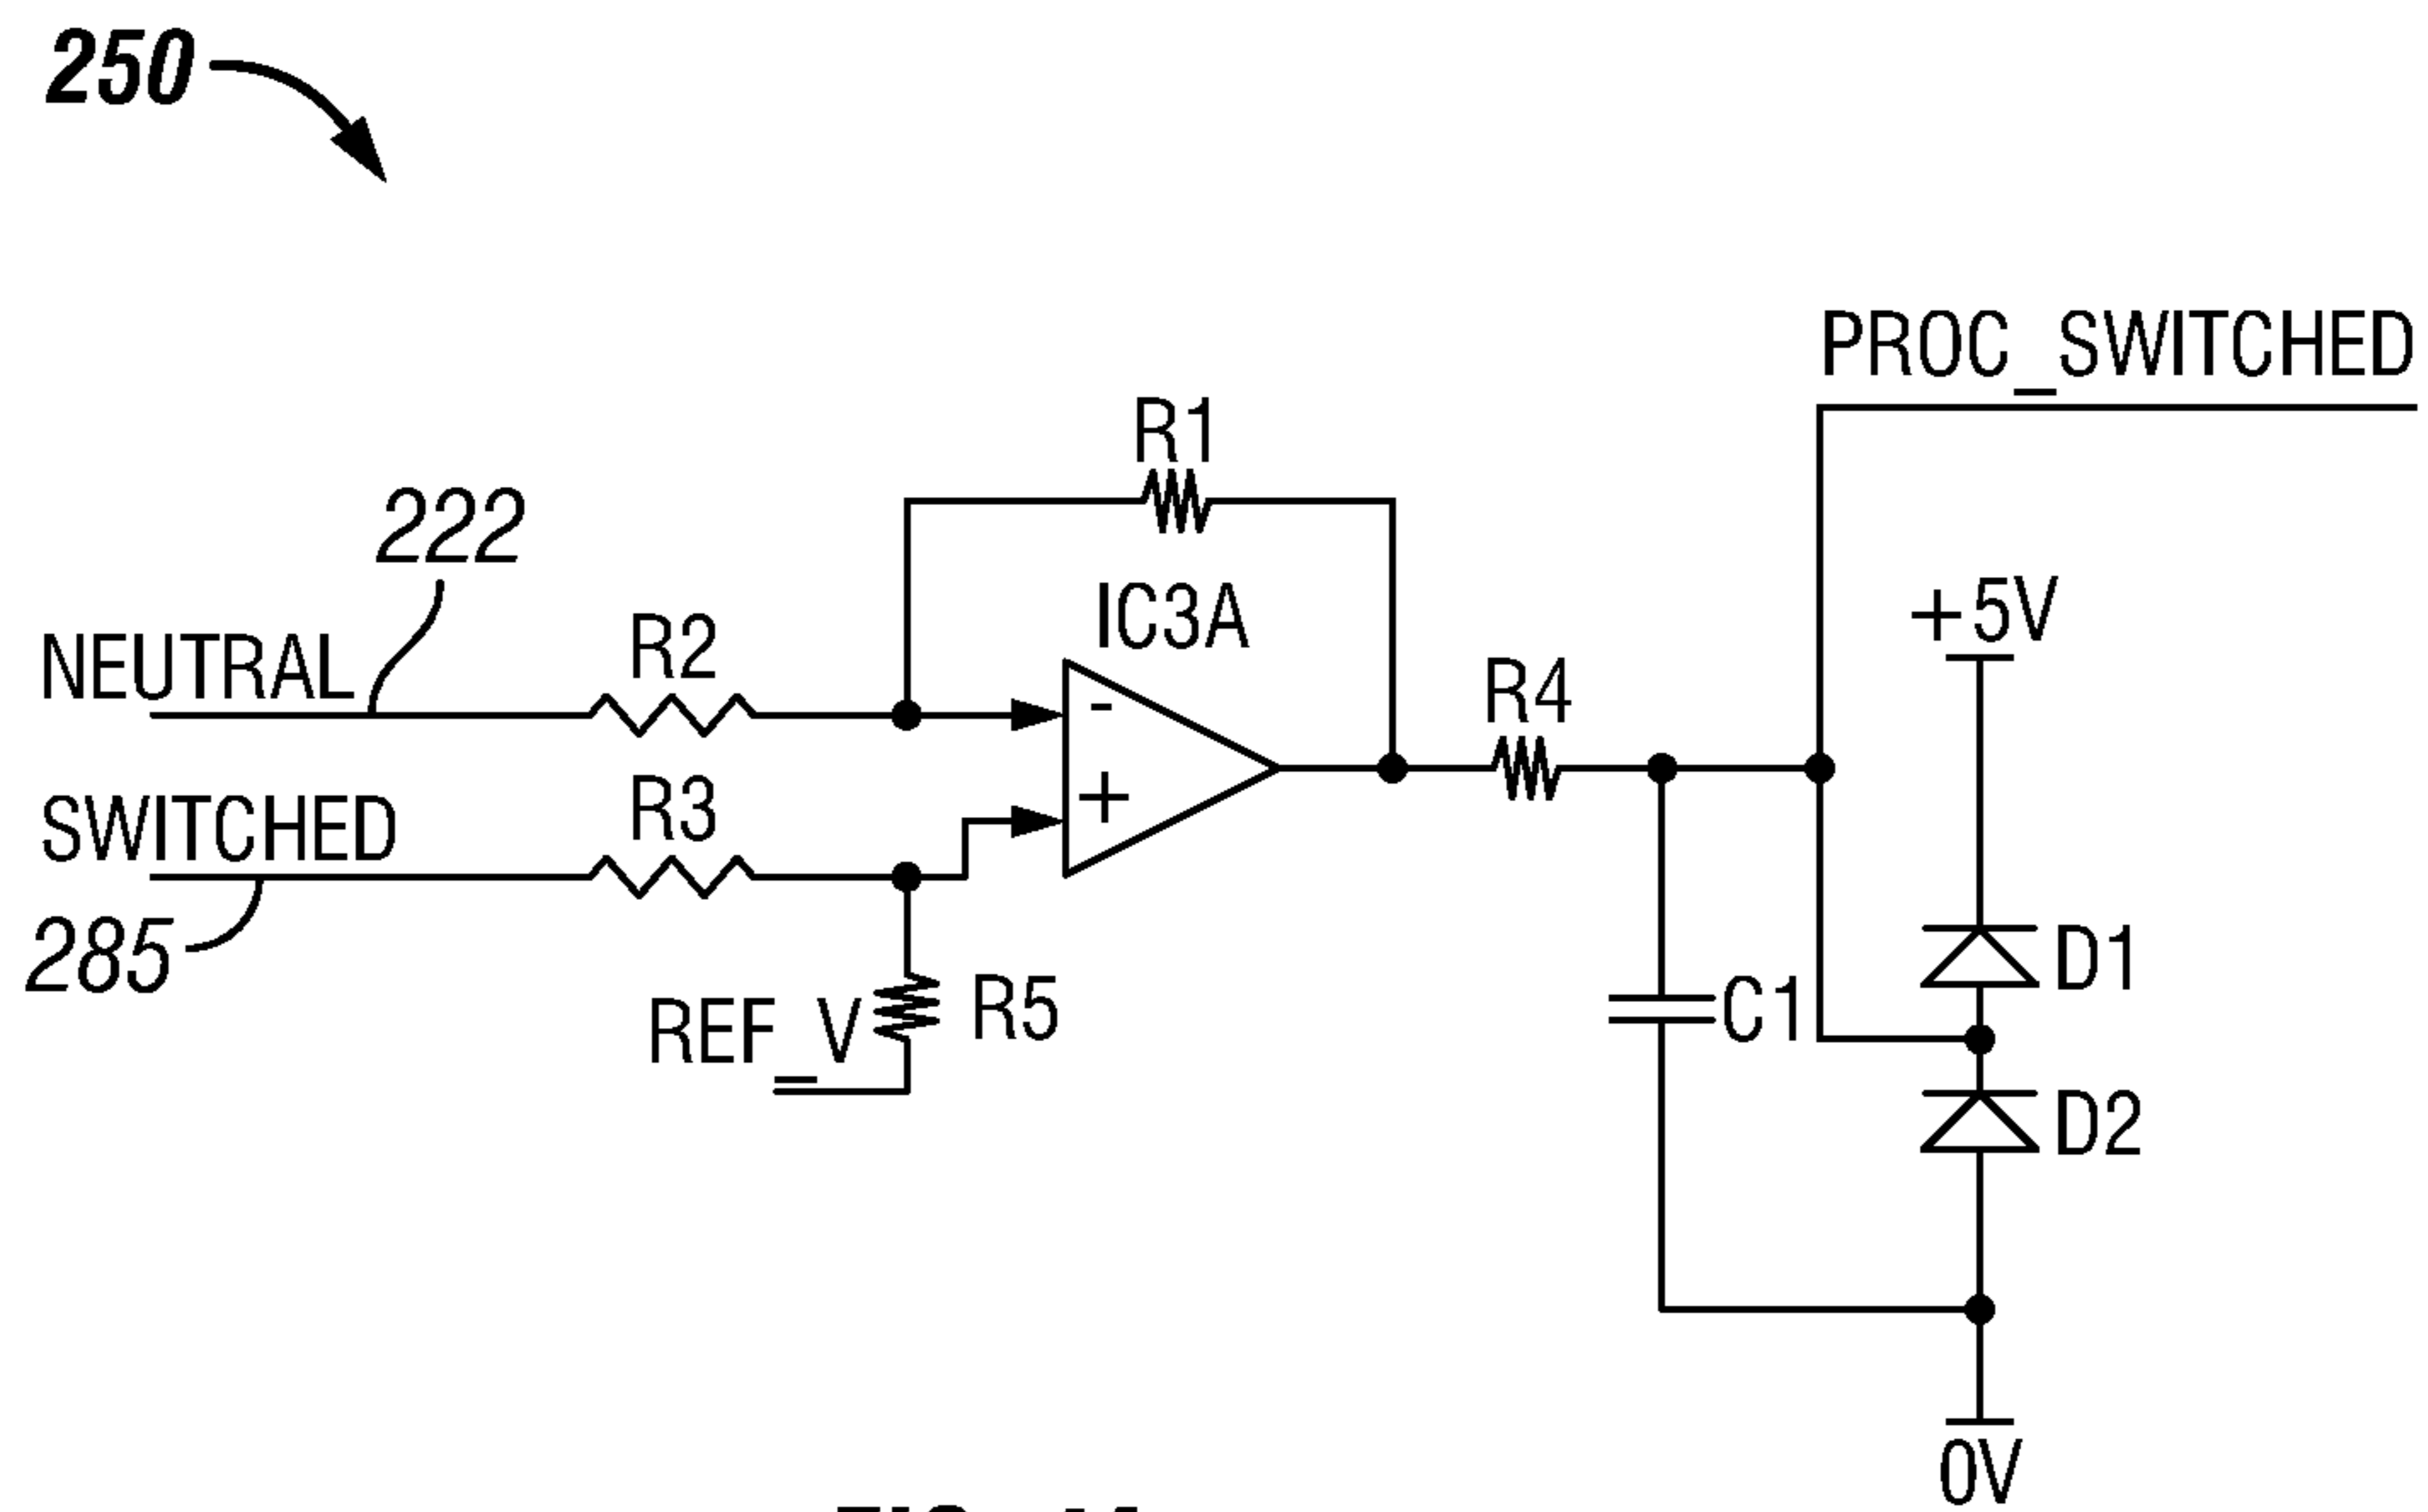 250
PROC_SWITCHED
R1
222
IC3A
+5V
NEUTRAL
R2
-
R4
SWITCHED
R3
+
285
D1
REF_V
R5
C1
D2
0V